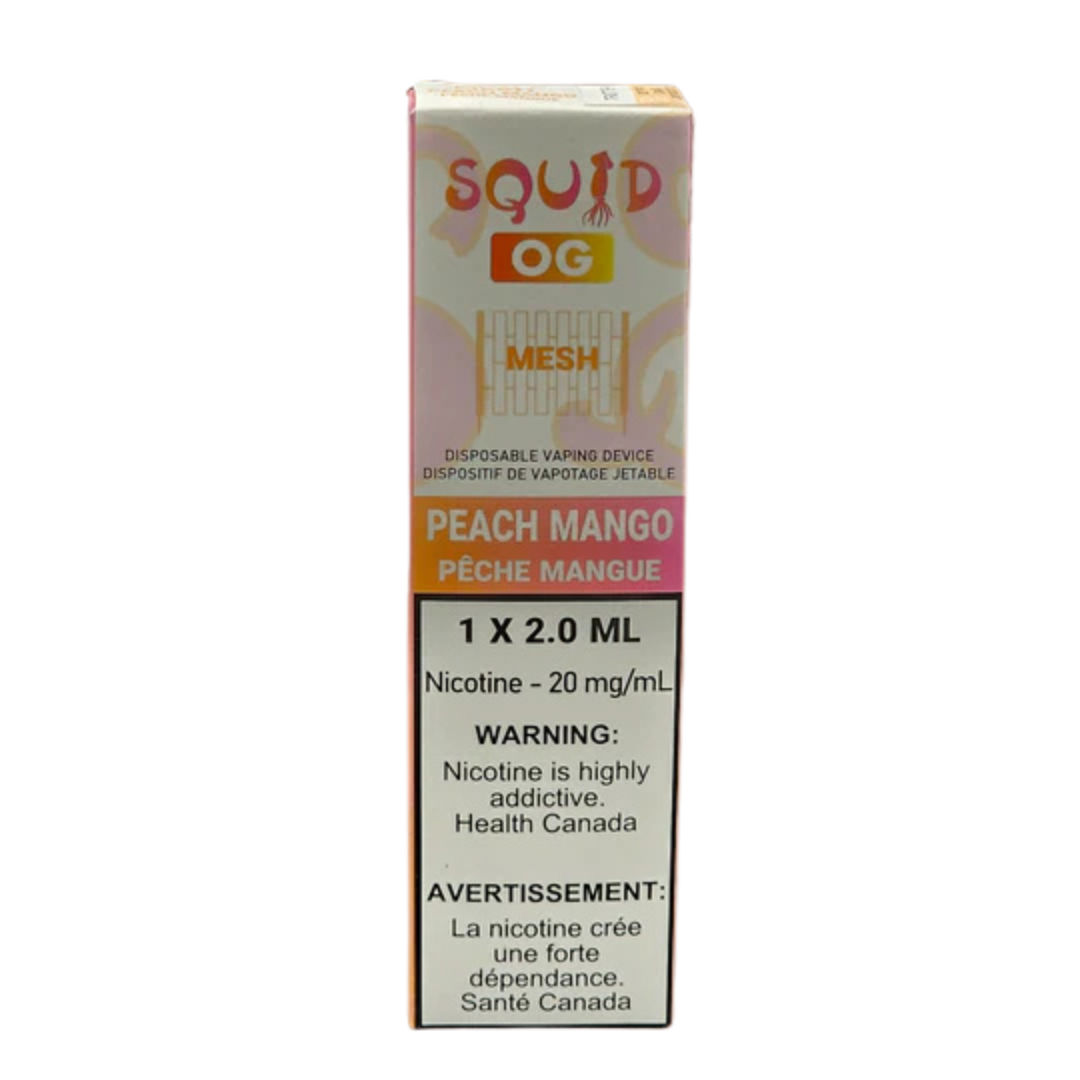 SQUID
OG
MESH
DISPOSABLE VAPING DEVICE
DISPOSITIF DE VAPOTAGE JETABLE
PEACH MANGO
PÊCHE MANGUE
1 X 2.0 ML
Nicotine - 20 mg/mL
WARNING:
Nicotine is highly
addictive.
Health Canada
AVERTISSEMENT:
La nicotine crée
une forte
dépendance.
Santé Canada